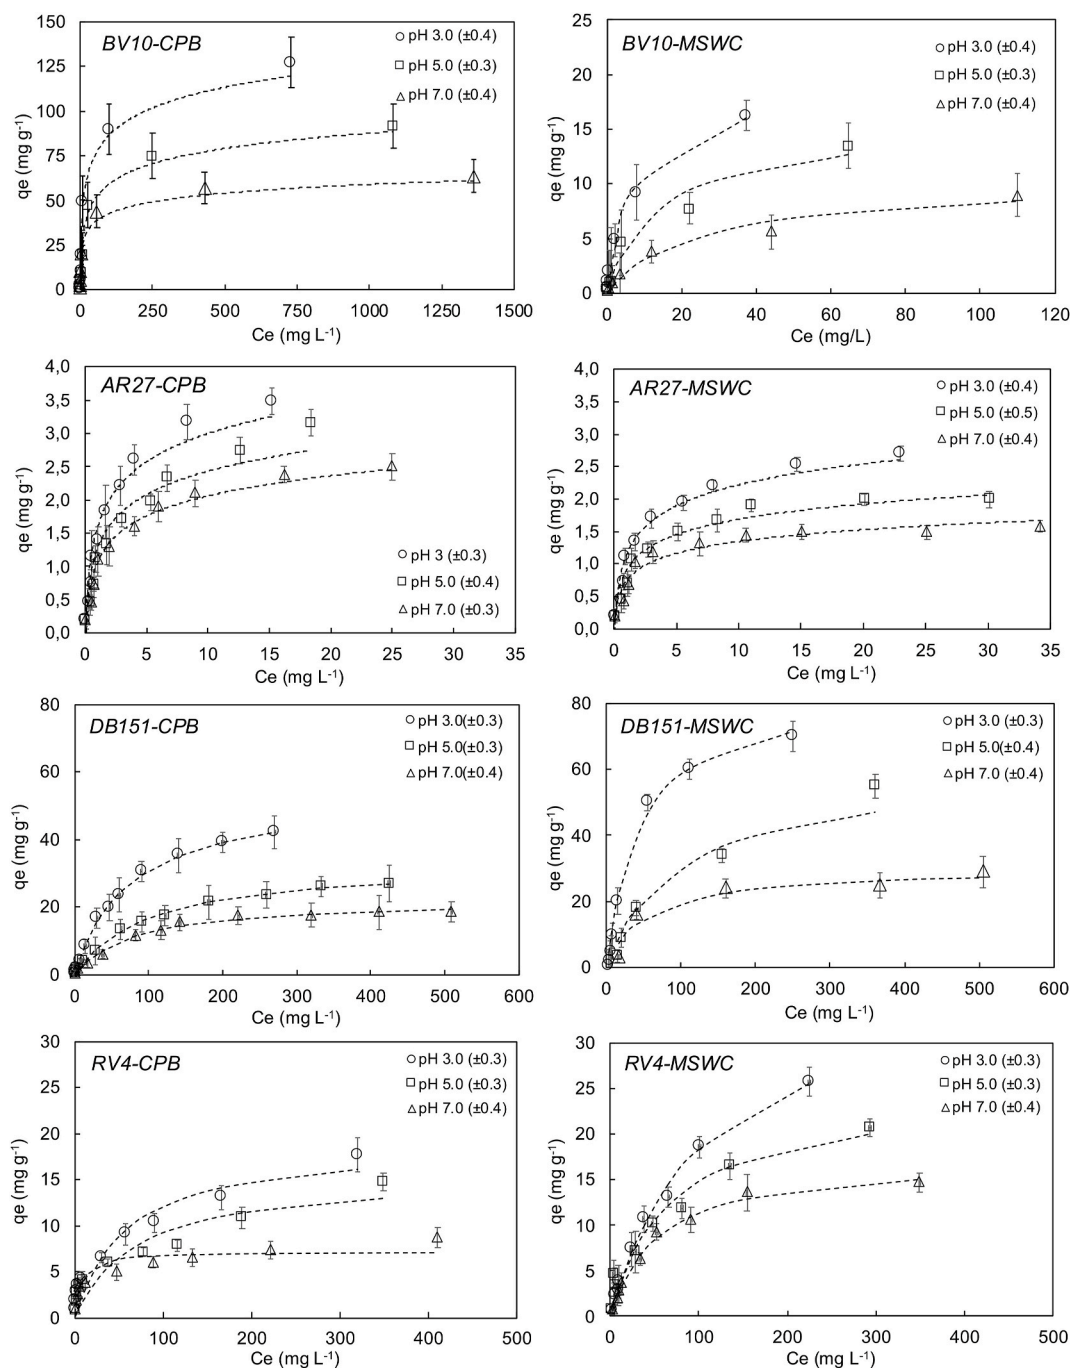 BV10-CPB
pH 3.0 (±0.4)
pH 5.0 (±0.3)
pH 7.0 (±0.4)
qe (mg g-1)
150
125
100
75
50
25
0
0 250 500 750 1000 1250 1500
Ce (mg L-1)
BV10-MSWC
pH 3.0 (±0.4)
pH 5.0 (±0.3)
pH 7.0 (±0.4)
qe (mg g-1)
25
20
15
10
5
0
0 20 40 60 80 100 120
Ce (mg/L)
AR27-CPB
pH 3 (±0.3)
pH 5.0 (±0.4)
pH 7.0 (±0.3)
qe (mg g-1)
4,0
3,5
3,0
2,5
2,0
1,5
1,0
0,5
0,0
0 5 10 15 20 25 30 35
Ce (mg L-1)
AR27-MSWC
pH 3.0 (±0.4)
pH 5.0 (±0.5)
pH 7.0 (±0.4)
qe (mg g-1)
4,0
3,5
3,0
2,5
2,0
1,5
1,0
0,5
0,0
0 5 10 15 20 25 30 35
Ce (mg L-1)
DB151-CPB
pH 3.0(±0.3)
pH 5.0(±0.3)
pH 7.0(±0.4)
qe (mg g-1)
80
60
40
20
0
0 100 200 300 400 500 600
Ce (mg L-1)
DB151-MSWC
pH 3.0 (±0.3)
pH 5.0(±0.4)
pH 7.0 (±0.4)
qe (mg g-1)
80
60
40
20
0
0 100 200 300 400 500 600
Ce (mg L-1)
RV4-CPB
pH 3.0 (±0.3)
pH 5.0 (±0.3)
pH 7.0 (±0.4)
qe (mg g-1)
30
25
20
15
10
5
0
0 100 200 300 400 500
Ce (mg L-1)
RV4-MSWC
pH 3.0 (±0.3)
pH 5.0 (±0.3)
pH 7.0 (±0.4)
qe (mg g-1)
30
25
20
15
10
5
0
0 100 200 300 400 500
Ce (mg L-1)